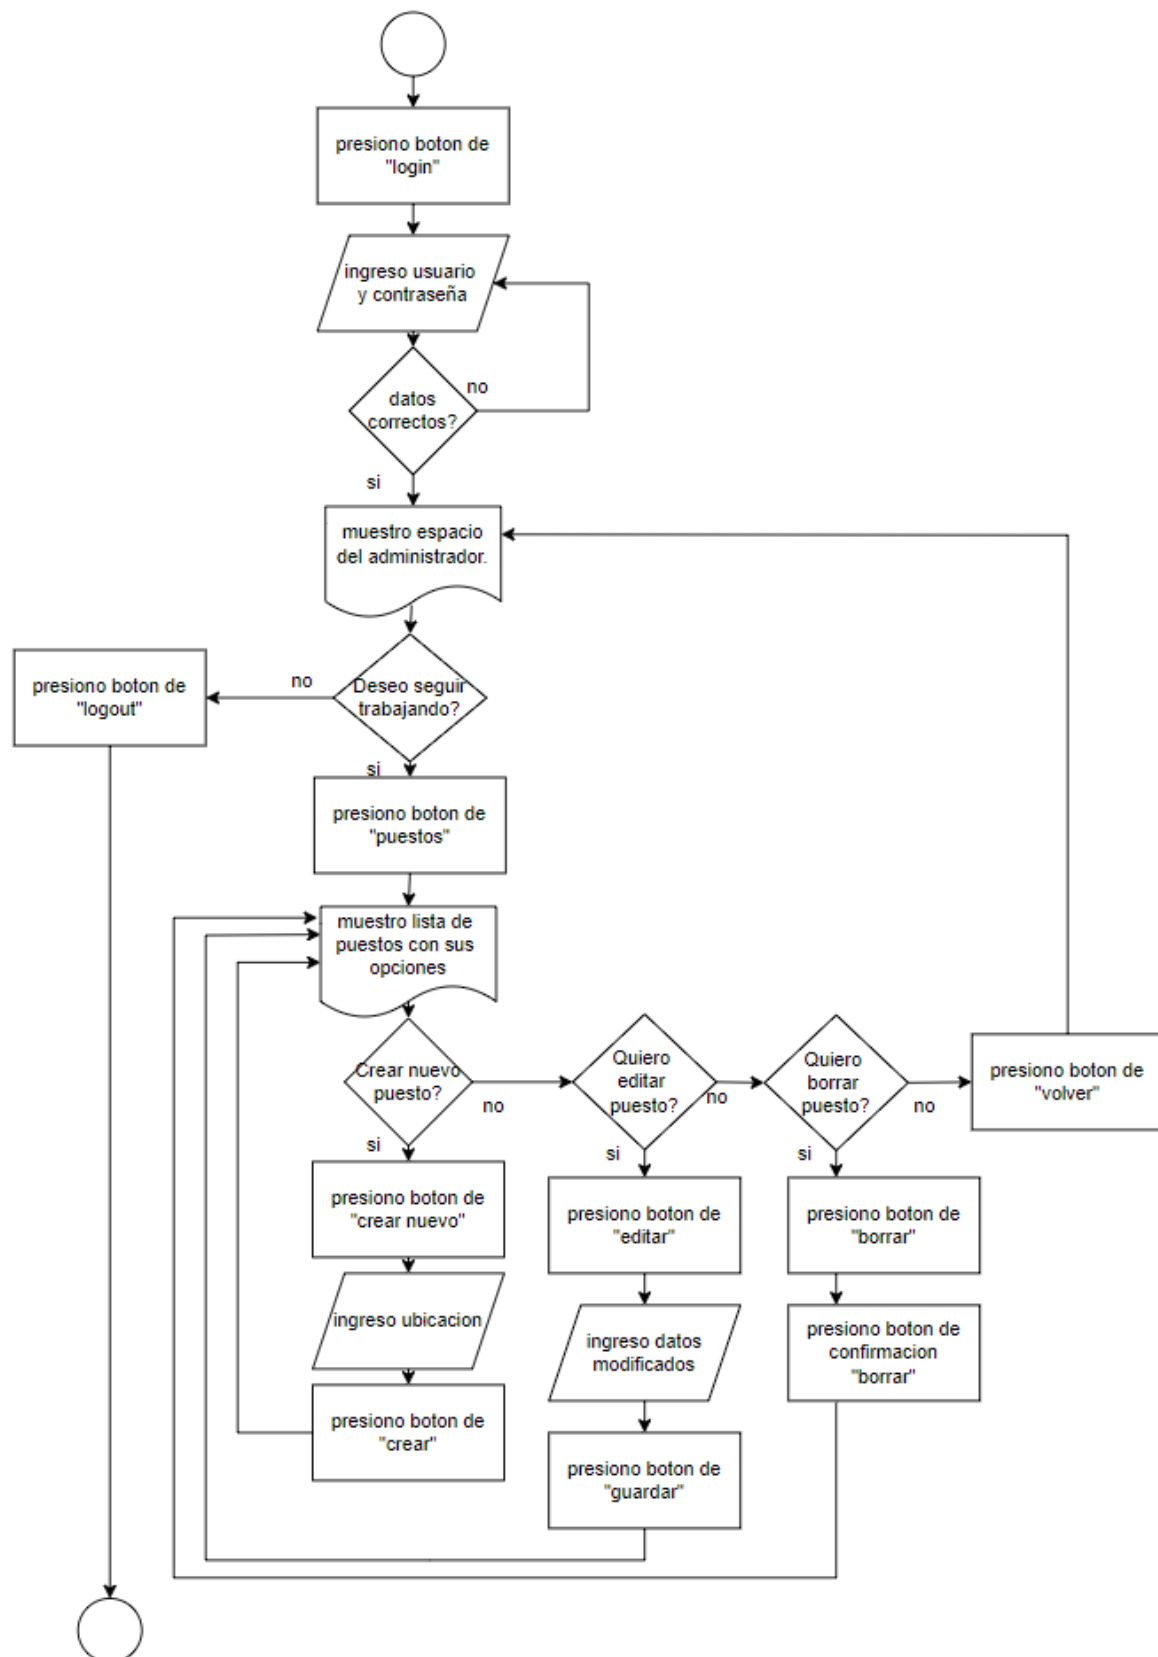 presiono boton de
"login"
ingreso usuario
y contraseña
no
datos
correctos?
si
muestro espacio
del administrador.
no
Deseo seguir
trabajando?
presiono boton de
"logout"
si
presiono boton de
"puestos"
muestro lista de
puestos con sus
opciones
Crear nuevo
puesto?
no
Quiero
editar
puesto?
no
Quiero
borrar
puesto?
no
presiono boton de
"volver"
si
presiono boton de
"crear nuevo"
ingreso ubicacion
presiono boton de
"crear"
si
presiono boton de
"editar"
ingreso datos
modificados
presiono boton de
"guardar"
si
presiono boton de
"borrar"
presiono boton de
confirmacion
"borrar"